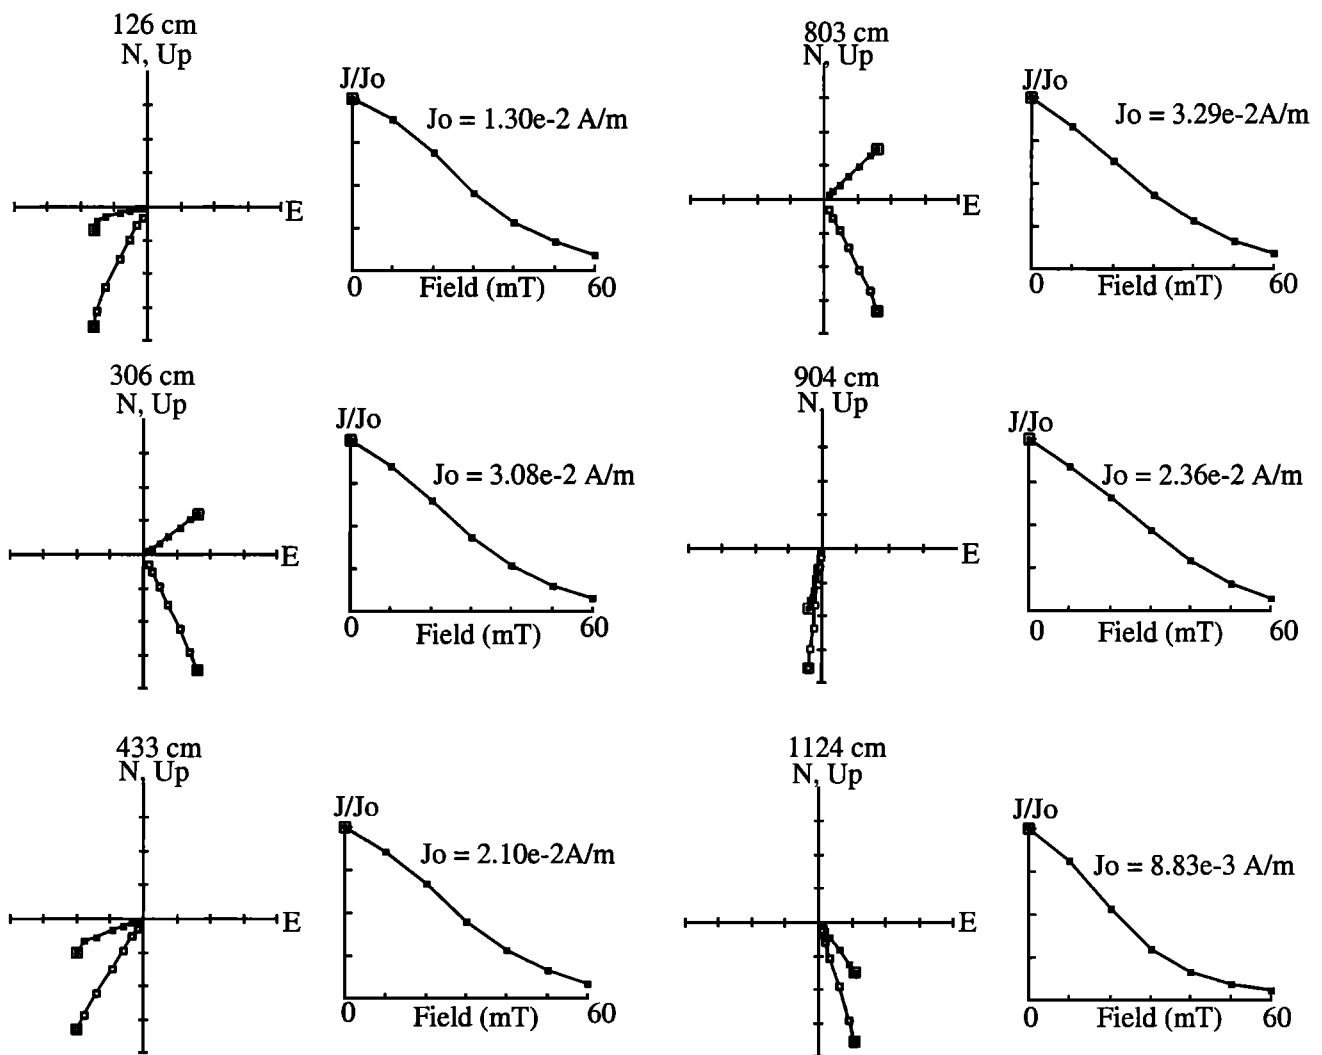 126 cm
N, Up
E
J/Jo
Jo = 1.30e-2 A/m
0 Field (mT) 60
803 cm
N, Up
E
J/Jo
Jo = 3.29e-2A/m
0 Field (mT) 60
306 cm
N, Up
E
J/Jo
Jo = 3.08e-2 A/m
0 Field (mT) 60
904 cm
N, Up
E
J/Jo
Jo = 2.36e-2 A/m
0 Field (mT) 60
433 cm
N, Up
E
J/Jo
Jo = 2.10e-2A/m
0 Field (mT) 60
1124 cm
N, Up
E
J/Jo
Jo = 8.83e-3 A/m
0 Field (mT) 60